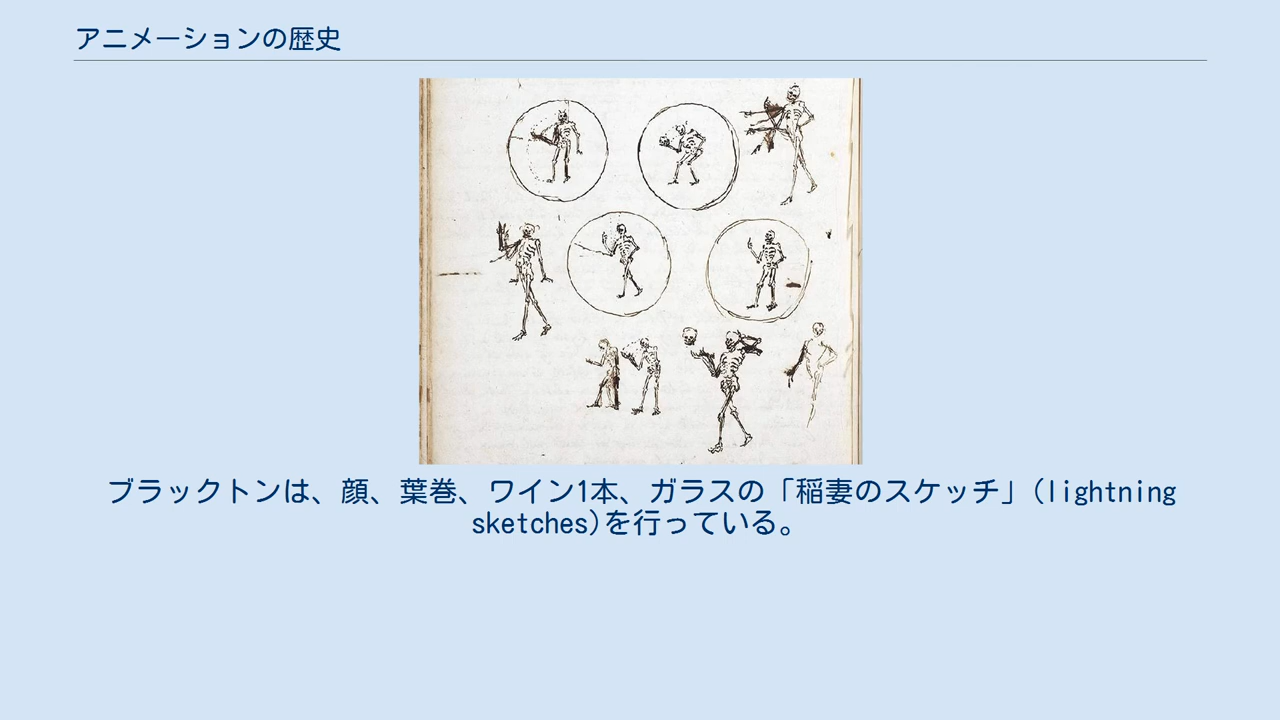 アニメーションの歴史
ブラックトンは、顔、葉巻、ワイン1本、ガラスの「稲妻のスケッチ」(lightning
sketches)を行っている。